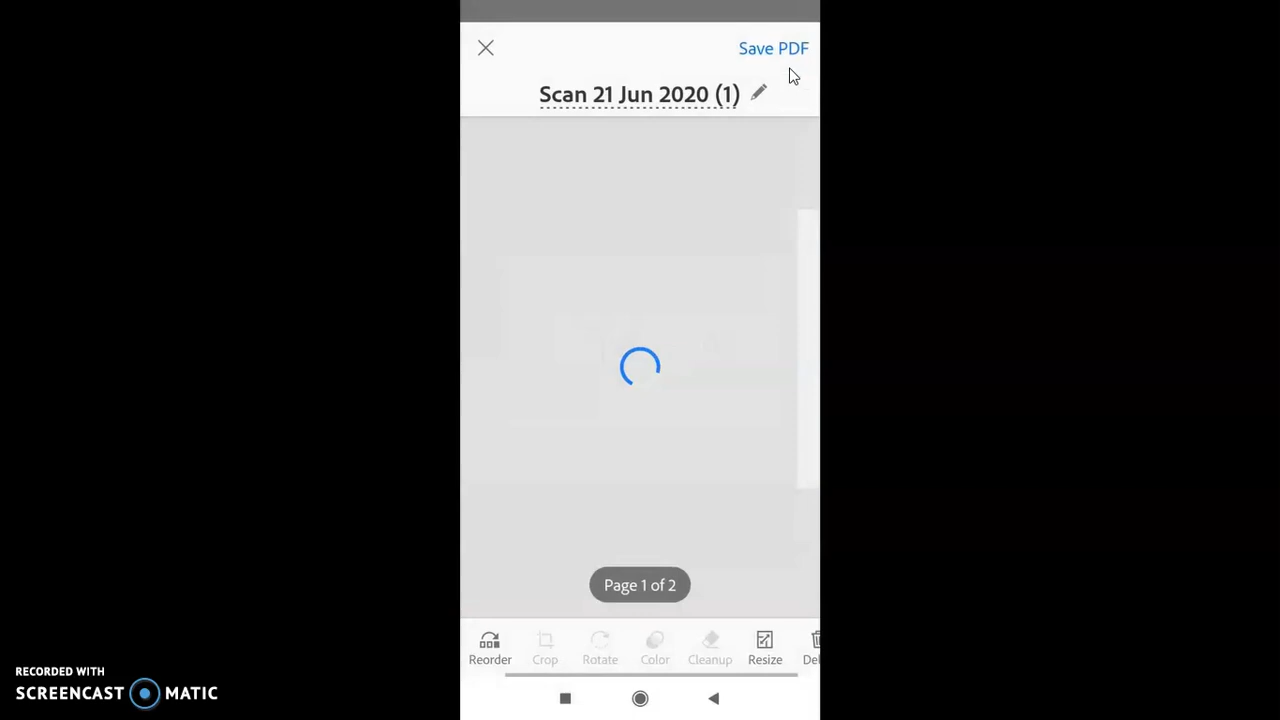 Save PDF
Scan 21 Jun 2020 (1)
Page 1 of 2
Reorder Crop Rotate Color Cleanup Resize Del
RECORDED WITH
SCREENCAST MATIC